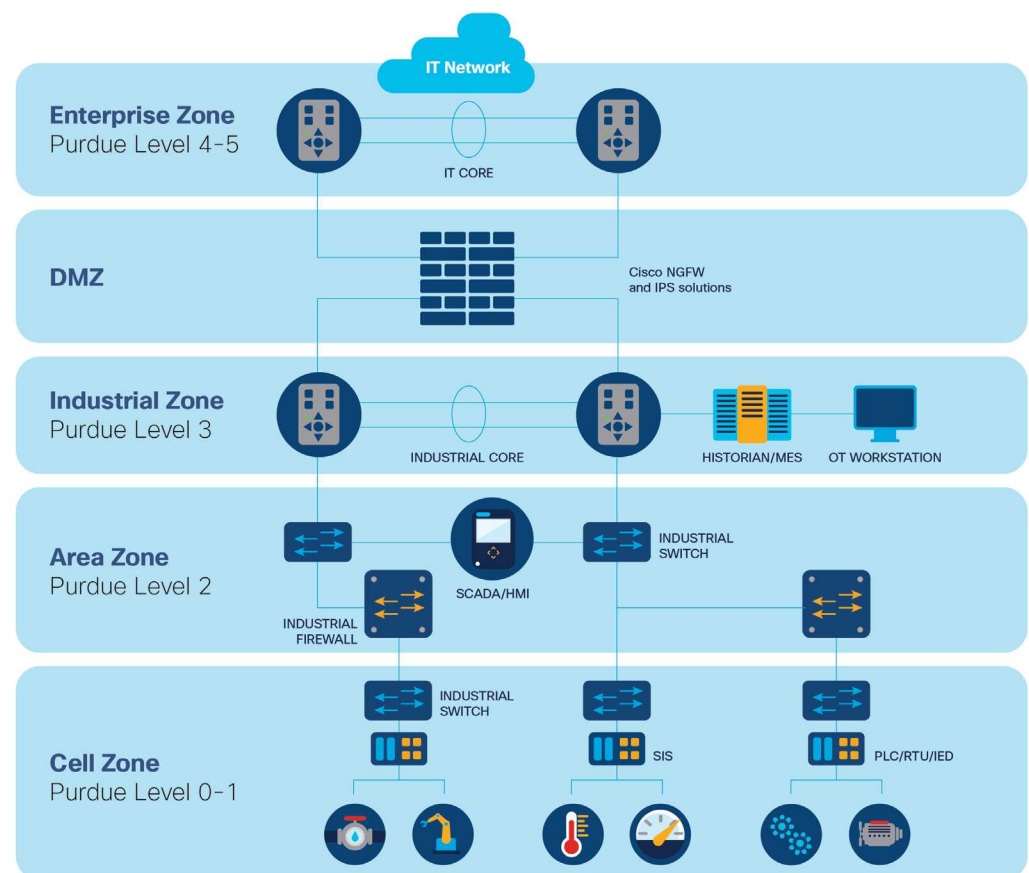 IT Network
Enterprise Zone
Purdue Level 4-5
IT CORE
DMZ
Cisco NGFW
and IPS solutions
Industrial Zone
Purdue Level 3
INDUSTRIAL CORE
HISTORIAN/MES
OT WORKSTATION
Area Zone
Purdue Level 2
SCADA/HMI
INDUSTRIAL
SWITCH
INDUSTRIAL
FIREWALL
Cell Zone
Purdue Level 0-1
INDUSTRIAL
SWITCH
SIS
PLC/RTU/IED